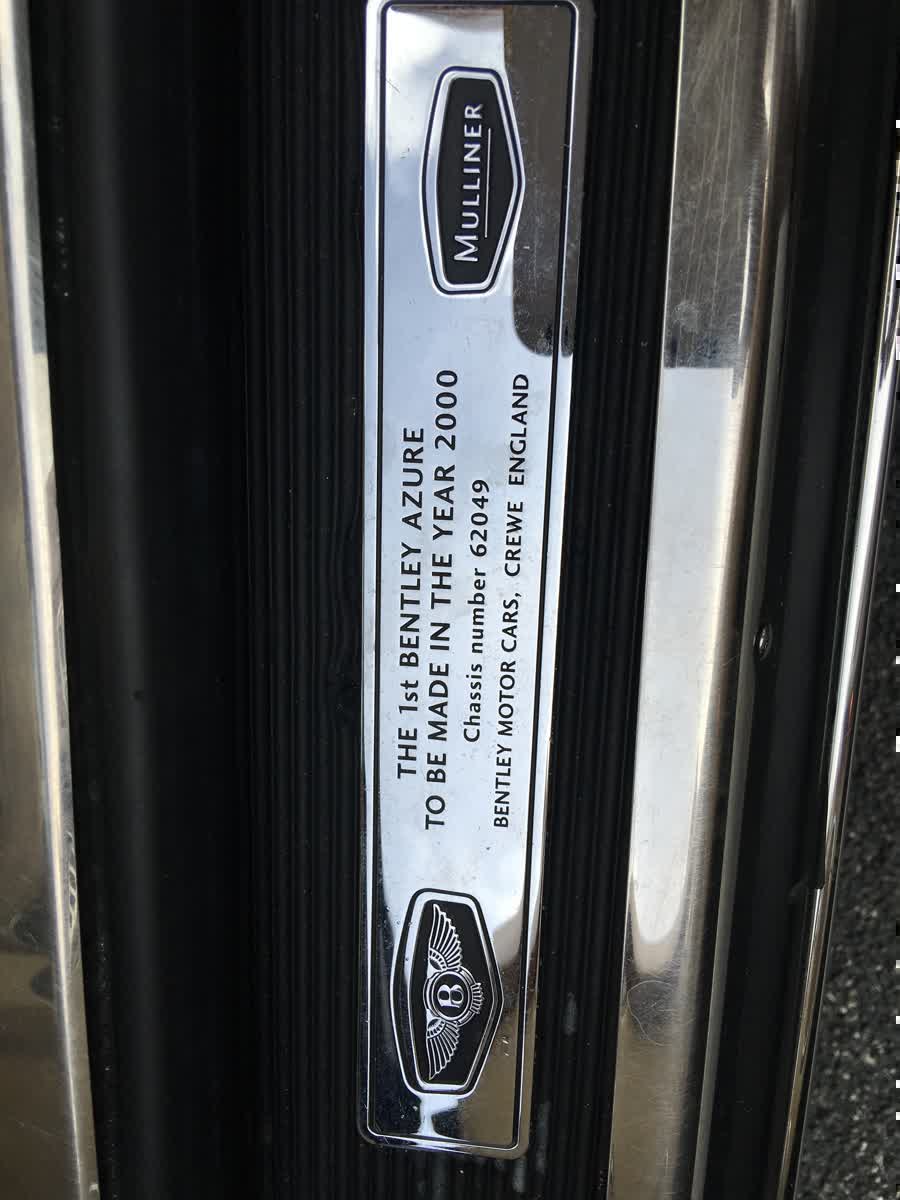 B
THE 1st BENTLEY AZURE
TO BE MADE IN THE YEAR 2000
Chassis number 62049
BENTLEY MOTOR CARS, CREWE ENGLAND
MULLINER